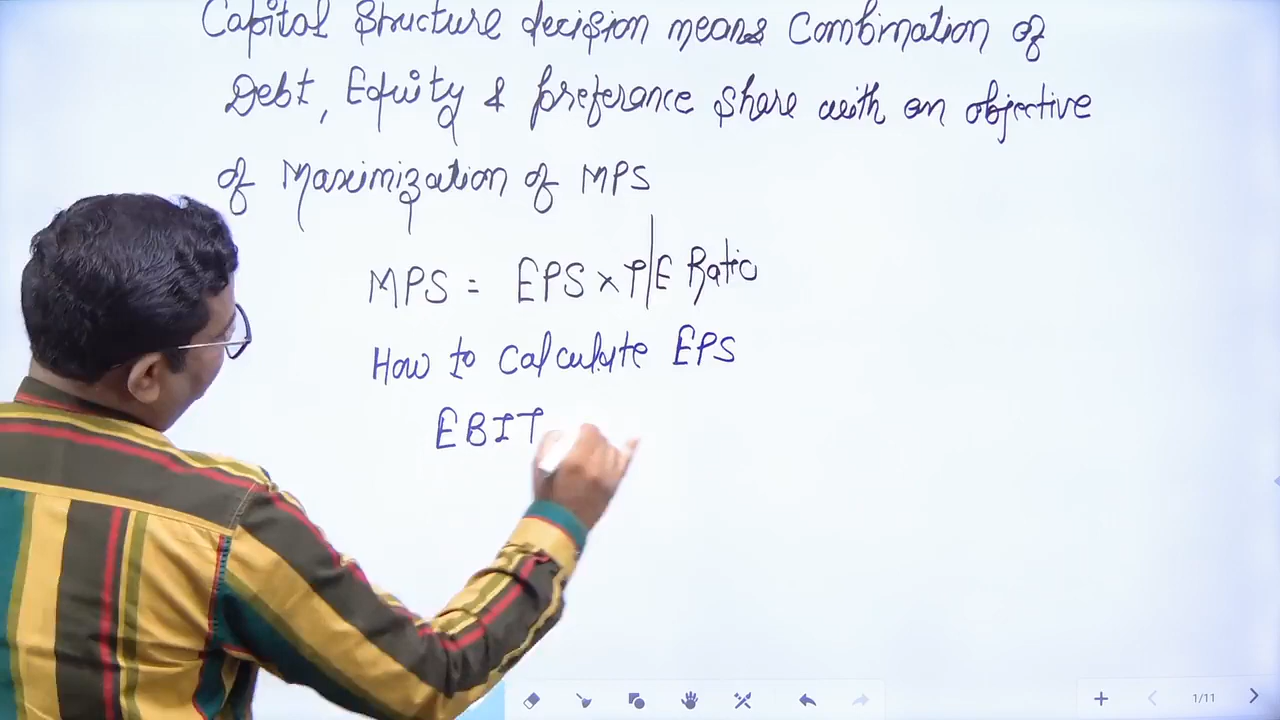 Capital Structure decision means Combination of
Debt, Equity & preferance share with an objective
of Maximization of MPS
MPS = EPS × P/E Ratio
How to Calculate EPS
EBIT
1/11